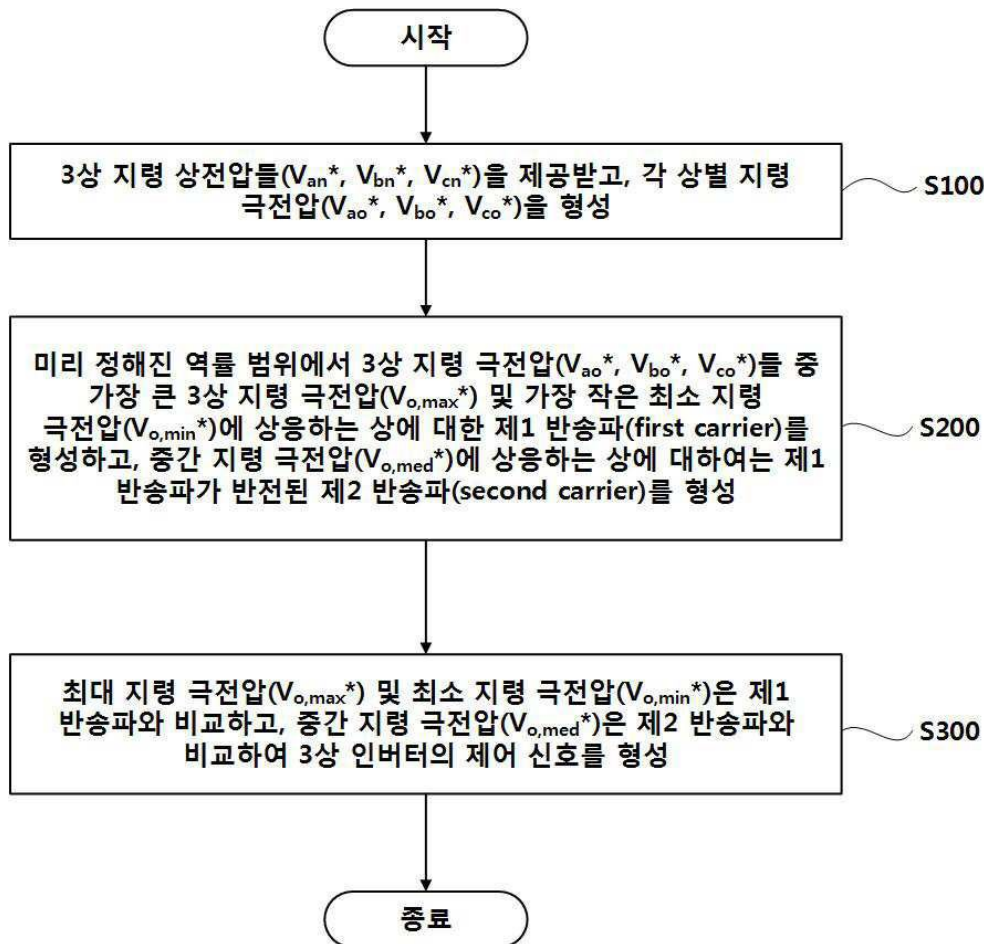 시작
3상 지령 상전압들(Van*, Vbn*, Vcn*)을 제공받고, 각 상별 지령
극전압(Vao*, Vbo*, Vco*)을 형성
S100
미리 정해진 역률 범위에서 3상 지령 극전압(Vao*, Vbo*, Vco*)들 중
가장 큰 3상 지령 극전압(Vo,max*) 및 가장 작은 최소 지령
극전압(Vo,min*)에 상응하는 상에 대한 제1 반송파(first carrier)를
형성하고, 중간 지령 극전압(Vo,med*)에 상응하는 상에 대하여는 제1
반송파가 반전된 제2 반송파(second carrier)를 형성
S200
최대 지령 극전압(Vo,max*) 및 최소 지령 극전압(Vo,min*)은 제1
반송파와 비교하고, 중간 지령 극전압(Vo,med*)은 제2 반송파와
비교하여 3상 인버터의 제어 신호를 형성
S300
종료